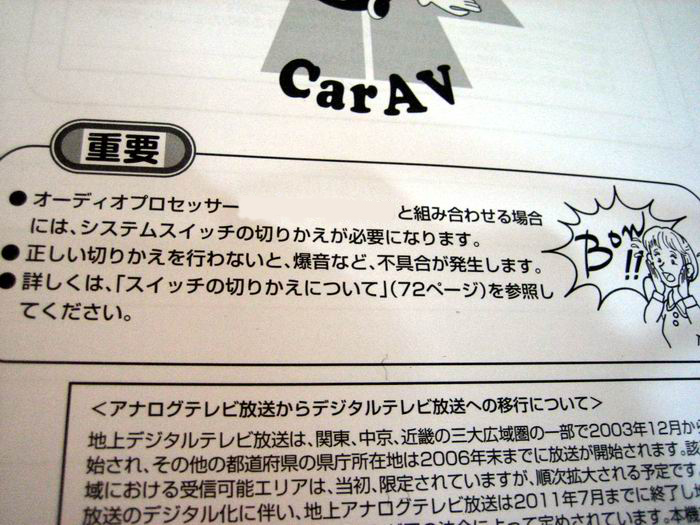 CarAV
重要
●オーディオプロセッサー と組み合わせる場合
には、システムスイッチの切りかえが必要になります。
●正しい切りかえを行わないと、爆音など、不具合が発生します。
●詳しくは、「スイッチの切りかえについて」(72ページ)を参照し
てください。
Bom!!
<アナログテレビ放送からデジタルテレビ放送への移行について>
地上デジタルテレビ放送は、関東、中京、近畿の三大広域圏の一部で2003年12月から
始され、その他の都道府県の県庁所在地は2006年末までに放送が開始されます。該
域における受信可能エリアは、当初、限定されていますが、順次拡大される予定です
放送のデジタル化に伴い、地上アナログテレビ放送は2011年7月までに終了し
によって定められています。本機